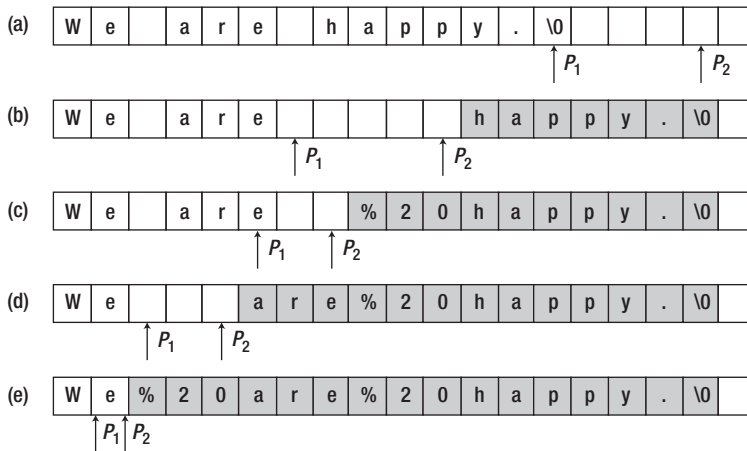 (a) W e a r e h a p p y . \0
P1 P2
(b) W e a r e h a p p y . \0
P1 P2
(c) W e a r e % 2 0 h a p p y . \0
P1 P2
(d) W e a r e % 2 0 h a p p y . \0
P1 P2
(e) W e % 2 0 a r e % 2 0 h a p p y . \0
P1 P2